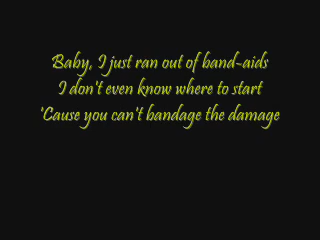 Baby, I just ran out of band-aids
I don't even know where to start
'Cause you can't bandage the damage